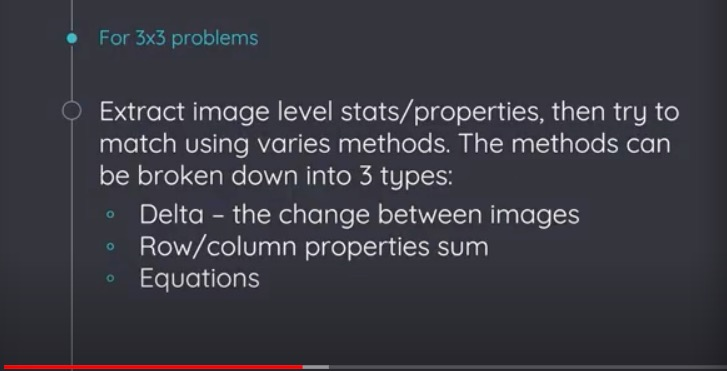 For 3x3 problems
Extract image level stats/properties, then try to
match using varies methods. The methods can
be broken down into 3 types:
Delta – the change between images
Row/column properties sum
Equations